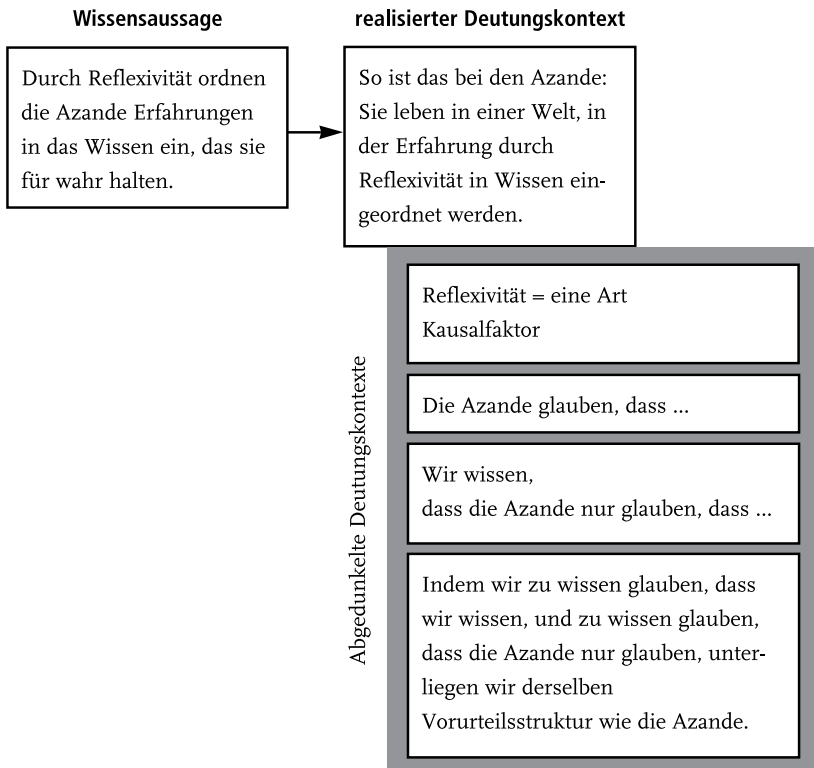 Wissensaussage
realisierter Deutungskontext
Durch Reflexivität ordnen
die Azande Erfahrungen
in das Wissen ein, das sie
für wahr halten.
So ist das bei den Azande:
Sie leben in einer Welt, in
der Erfahrung durch
Reflexivität in Wissen ein-
geordnet werden.
Abgedunkelte Deutungskontexte
Reflexivität = eine Art
Kausalfaktor
Die Azande glauben, dass ...
Wir wissen,
dass die Azande nur glauben, dass ...
Indem wir zu wissen glauben, dass
wir wissen, und zu wissen glauben,
dass die Azande nur glauben, unter-
liegen wir derselben
Vorurteilsstruktur wie die Azande.